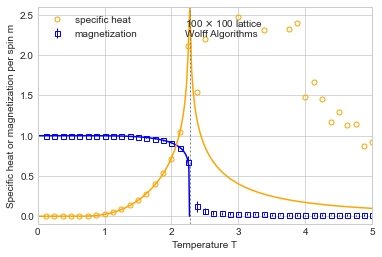 specific heat
magnetization
100 × 100 lattice
Wolff Algorithms
Specific heat or magnetization per spin m
2.5
2.0
1.5
1.0
0.5
0.0
0
1
2
3
4
5
Temperature T